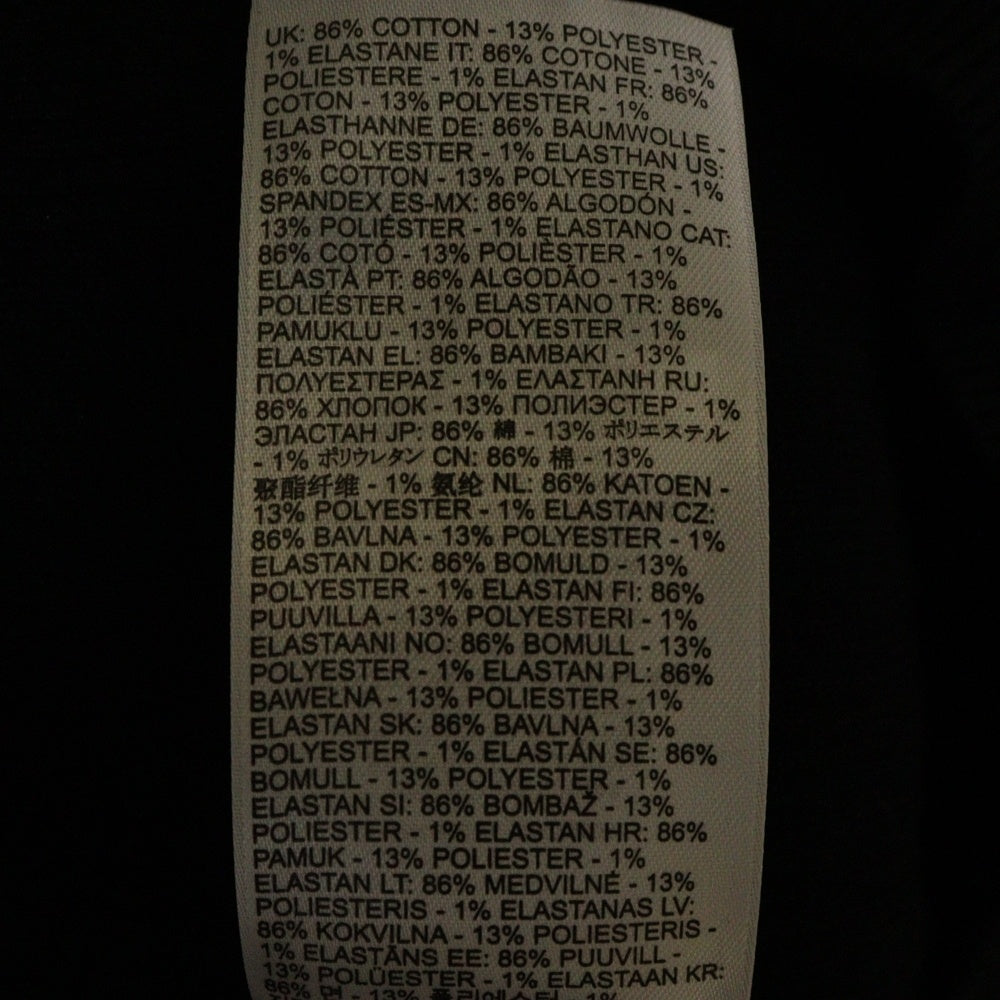 UK: 86% COTTON - 13% POLYESTER -
1% ELASTANE IT: 86% COTONE - 13%
POLIESTERE - 1% ELASTAN FR: 86%
COTON - 13% POLYESTER - 1%
ELASTHANNE DE: 86% BAUMWOLLE -
13% POLYESTER - 1% ELASTHAN US:
86% COTTON - 13% POLYESTER - 1%
SPANDEX ES-MX: 86% ALGODÓN -
13% POLIÉSTER - 1% ELASTANO CAT:
86% COTÓ - 13% POLIÈSTER - 1%
ELASTÀ PT: 86% ALGODÃO - 13%
POLIÉSTER - 1% ELASTANO TR: 86%
PAMUKLU - 13% POLYESTER - 1%
ELASTAN EL: 86% BAMBAKI - 13%
ΠΟΛΥΕΣΤΕΡΑΣ - 1% ΕΛΑΣΤΑΝΗ RU:
86% ХЛОПОК - 13% ПОЛИЭСТЕР - 1%
ЭЛАСТАН JP: 86% 綿 - 13% ポリエステル
- 1% ポリウレタン CN: 86% 棉 - 13%
聚酯纤维 - 1% 氨纶 NL: 86% KATOEN -
13% POLYESTER - 1% ELASTAN CZ:
86% BAVLNA - 13% POLYESTER - 1%
ELASTAN DK: 86% BOMULD - 13%
POLYESTER - 1% ELASTAN FI: 86%
PUUVILLA - 13% POLYESTERI - 1%
ELASTAANI NO: 86% BOMULL - 13%
POLYESTER - 1% ELASTAN PL: 86%
BAWEŁNA - 13% POLIESTER - 1%
ELASTAN SK: 86% BAVLNA - 13%
POLYESTER - 1% ELASTÁN SE: 86%
BOMULL - 13% POLYESTER - 1%
ELASTAN SI: 86% BOMBAŽ - 13%
POLIESTER - 1% ELASTAN HR: 86%
PAMUK - 13% POLIESTER - 1%
ELASTAN LT: 86% MEDVILNĖ - 13%
POLIESTERIS - 1% ELASTANAS LV:
86% KOKVILNA - 13% POLIESTERIS -
1% ELASTĀNS EE: 86% PUUVILL -
13% POLÜESTER - 1% ELASTAAN KR:
86% 면 - 13% 폴리에스터 - 1%